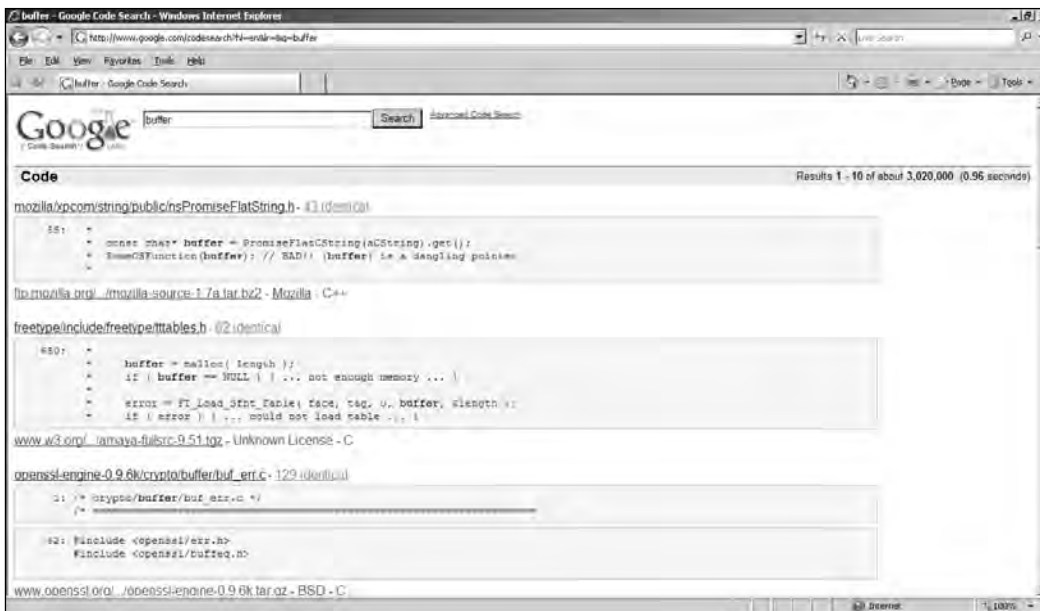 buffer - Google Code Search - Windows Internet Explorer
http://www.google.com/codesearch?hl=en&lr=&q=buffer
Live Search
File Edit View Favorites Tools Help
buffer - Google Code Search
Page Tools
Google
Code Search
buffer
Search
Advanced Code Search
Code
Results 1 - 10 of about 3,020,000 (0.96 seconds)
mozilla/xpcom/string/public/nsPromiseFlatString.h - 43 identical
55: *
* const char* buffer = PromiseFlatCString(aCString).get();
* SomeOSFunction(buffer); // BAD!! |buffer| is a dangling pointer
*
ftp.mozilla.org/.../mozilla-source-1.7a.tar.bz2 - Mozilla - C++
freetype/include/freetype/tttables.h - 62 identical
650: *
* buffer = malloc( length );
* if ( buffer == NULL ) { ... not enough memory ... }
*
* error = FT_Load_Sfnt_Table( face, tag, 0, buffer, &length );
* if ( error ) { ... could not load table ... }
www.w3.org/.../amaya-fullsrc-9.51.tgz - Unknown License - C
openssl-engine-0.9.6k/crypto/buffer/buf_err.c - 129 identical
1: /* crypto/buffer/buf_err.c */
62: #include <openssl/err.h>
#include <openssl/buffer.h>
www.openssl.org/.../openssl-engine-0.9.6k.tar.gz - BSD - C
Internet
100%